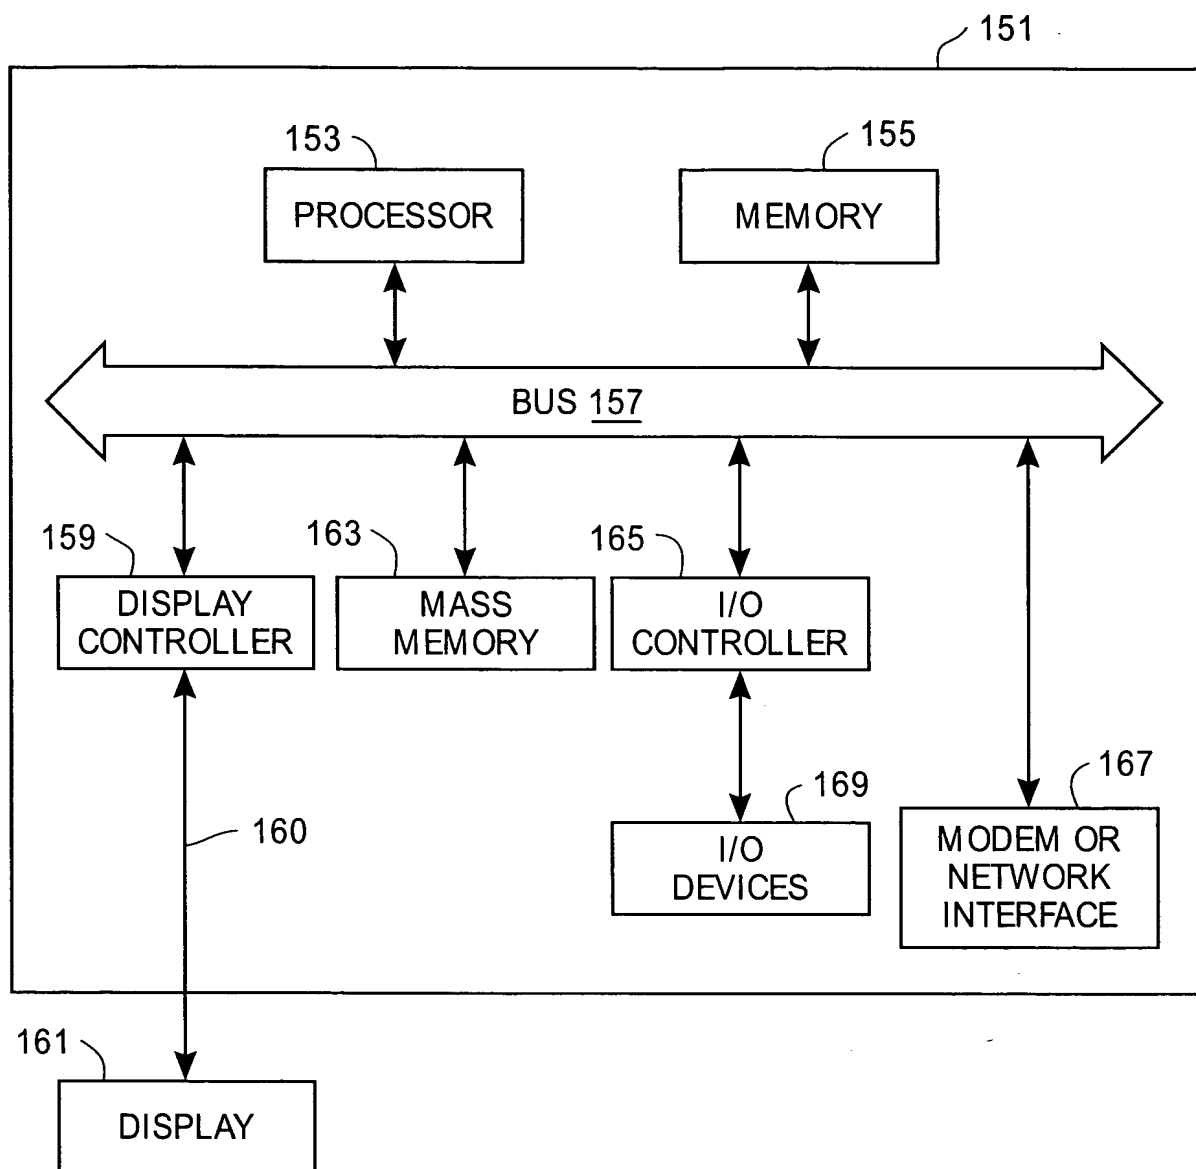 151
153
155
PROCESSOR
MEMORY
BUS 157
159
163
165
DISPLAY
CONTROLLER
MASS
MEMORY
I/O
CONTROLLER
167
169
160
I/O
DEVICES
MODEM OR
NETWORK
INTERFACE
161
DISPLAY